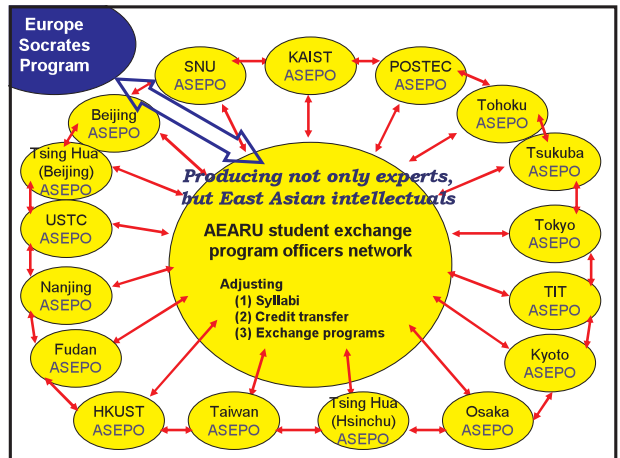 Europe
Socrates
Program
SNU
ASEPO
KAIST
ASEPO
POSTEC
ASEPO
Tohoku
ASEPO
Tsukuba
ASEPO
Tokyo
ASEPO
TIT
ASEPO
Kyoto
ASEPO
Osaka
ASEPO
Tsing Hua
(Hsinchu)
ASEPO
Taiwan
ASEPO
HKUST
ASEPO
Fudan
ASEPO
Nanjing
ASEPO
USTC
ASEPO
Tsing Hua
(Beijing)
ASEPO
Beijing
ASEPO
Producing not only experts,
but East Asian intellectuals
AEARU student exchange
program officers network
Adjusting
(1) Syllabi
(2) Credit transfer
(3) Exchange programs